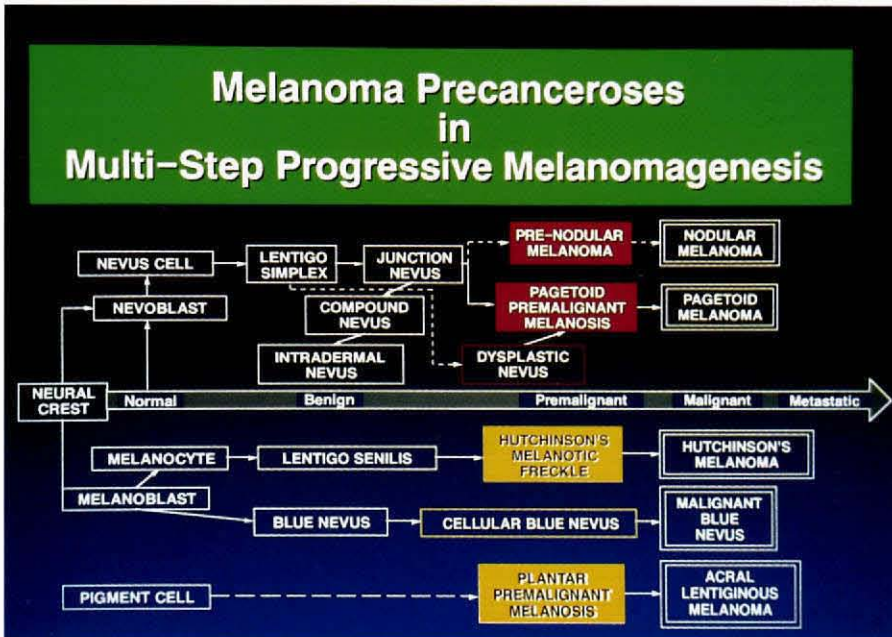 Melanoma Precanceroses
in
Multi-Step Progressive Melanomagenesis
PRE-NODULAR
MELANOMA
NODULAR
MELANOMA
NEVUS CELL
LENTIGO
SIMPLEX
JUNCTION
NEVUS
NEVOBLAST
COMPOUND
NEVUS
PAGETOID
PREMALIGNANT
MELANOSIS
PAGETOID
MELANOMA
INTRADERMAL
NEVUS
DYSPLASTIC
NEVUS
NEURAL
CREST
Normal
Benign
Premalignant
Malignant
Metastatic
MELANOCYTE
LENTIGO SENILIS
HUTCHINSON'S
MELANOTIC
FRECKLE
HUTCHINSON'S
MELANOMA
MELANOBLAST
BLUE NEVUS
CELLULAR BLUE NEVUS
MALIGNANT
BLUE
NEVUS
PIGMENT CELL
PLANTAR
PREMALIGNANT
MELANOSIS
ACRAL
LENTIGINOUS
MELANOMA